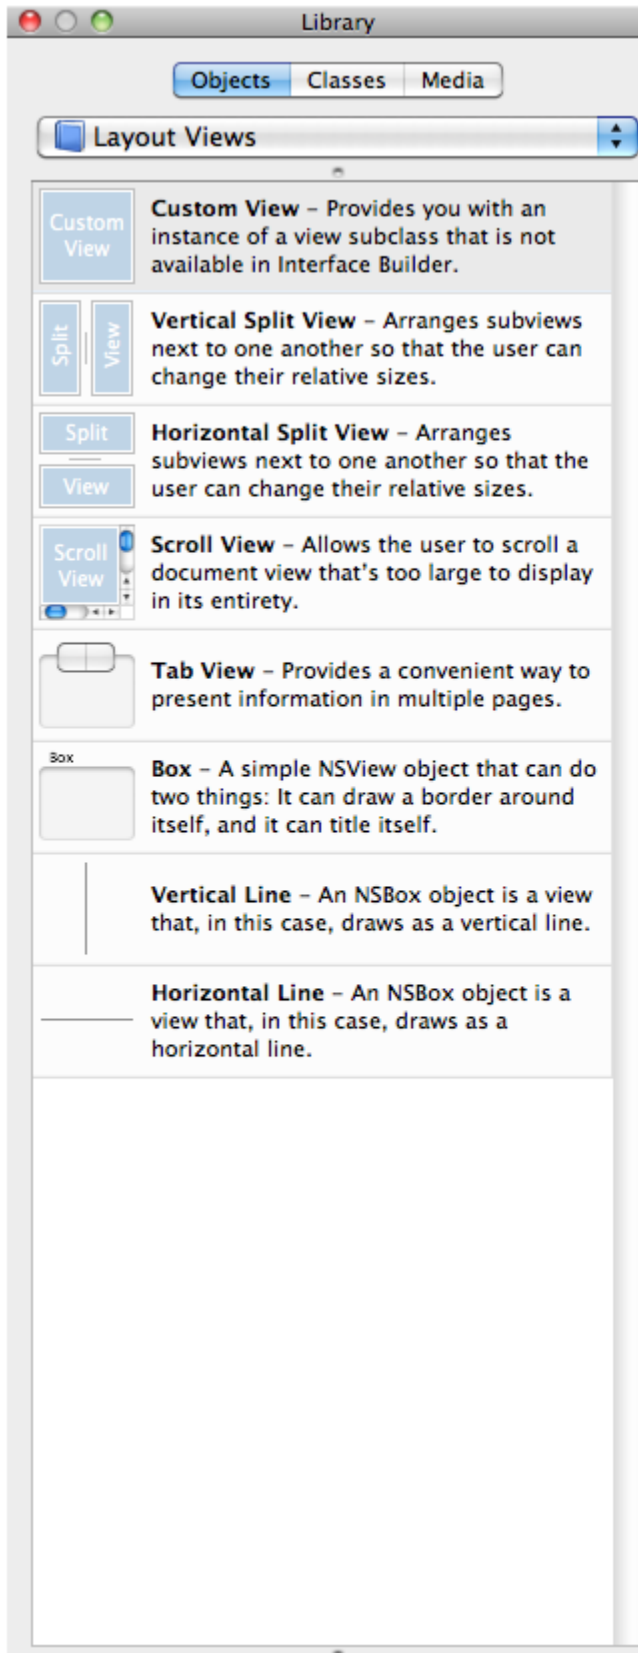 Library
Objects Classes Media
Layout Views
Custom
View
Custom View – Provides you with an
instance of a view subclass that is not
available in Interface Builder.
Split View
Vertical Split View – Arranges subviews
next to one another so that the user can
change their relative sizes.
Split
View
Horizontal Split View – Arranges
subviews next to one another so that the
user can change their relative sizes.
Scroll
View
Scroll View – Allows the user to scroll a
document view that's too large to display
in its entirety.
Tab View – Provides a convenient way to
present information in multiple pages.
Box
Box – A simple NSView object that can do
two things: It can draw a border around
itself, and it can title itself.
Vertical Line – An NSBox object is a view
that, in this case, draws as a vertical line.
Horizontal Line – An NSBox object is a
view that, in this case, draws as a
horizontal line.